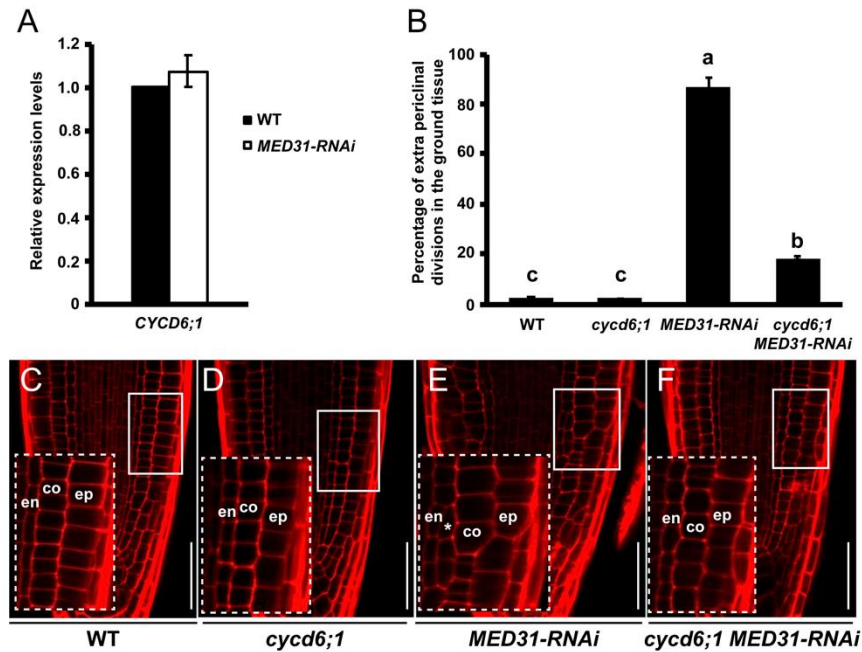 A
Relative expression levels
1.2
1.0
0.8
0.6
0.4
0.2
0
CYCD6;1
WT
MED31-RNAi
B
Percentage of extra periclinal
divisions in the ground tissue
100
80
60
40
20
0
c
c
a
b
WT
cycd6;1
MED31-RNAi
cycd6;1
MED31-RNAi
C
en
co
ep
WT
D
en
co
ep
cycd6;1
E
en
*
co
ep
MED31-RNAi
F
en
co
ep
cycd6;1 MED31-RNAi